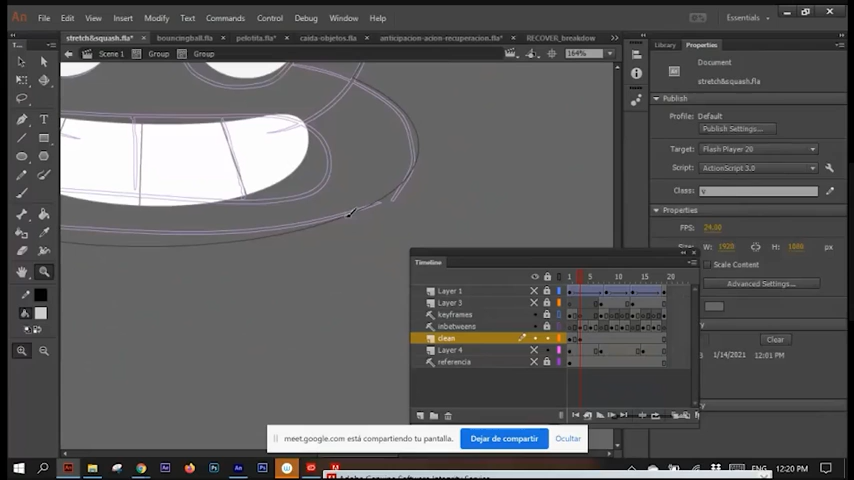 An File Edit View Insert Modify Text Commands Control Debug Window Help Essentials
stretch&squash.fla* bouncingball.fla pelotita.fla* caida-objetos.fla anticipacion-accion-recuperacion.fla* RECOVER_breakdow
Scene 1 Group Group 164%
Library Properties
Document
stretch&squash.fla
Publish
Profile: Default
Publish Settings...
Target: Flash Player 20
Script: ActionScript 3.0
Class:
Properties
FPS: 24.00
Size: W: 1920 H: 1080 px
Scale Content
Advanced Settings...
Clear
1/14/2021
12:01 PM
Timeline
1 5 10 15 20
Layer 1
Layer 3
keyframes
inbetweens
clean
Layer 4
referencia
meet.google.com está compartiendo tu pantalla. Dejar de compartir Ocultar
ENG 12:20 PM